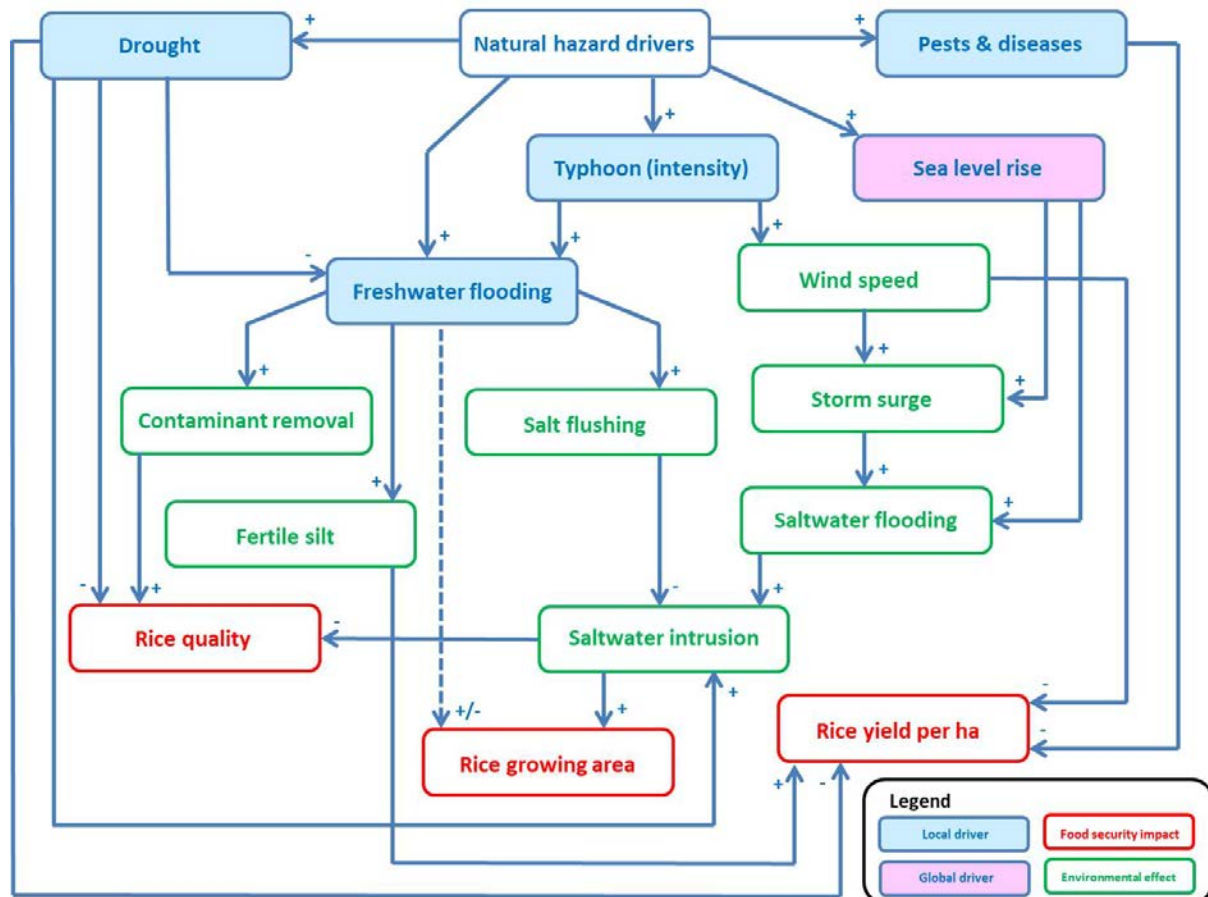 +
+
Drought
Natural hazard drivers
Pests & diseases
+
+
Typhoon (intensity)
Sea level rise
+
+
+
-
Wind speed
Freshwater flooding
+
+
+
+
Contaminant removal
Salt flushing
Storm surge
+
+
+
Fertile silt
Saltwater flooding
-
+
-
+
Rice quality
-
Saltwater intrusion
+
-
+/-
+
Rice growing area
Rice yield per ha
-
+
-
Legend
Local driver
Food security impact
Global driver
Environmental effect